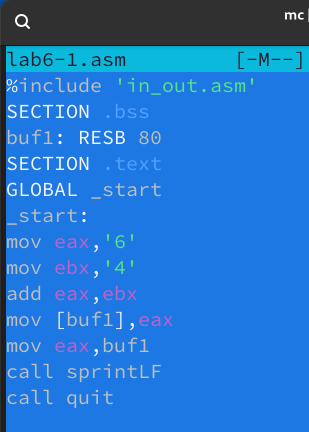 mc
lab6-1.asm [-M--]
%include 'in_out.asm'
SECTION .bss
buf1: RESB 80
SECTION .text
GLOBAL _start
_start:
mov eax,'6'
mov ebx,'4'
add eax,ebx
mov [buf1],eax
mov eax,buf1
call sprintLF
call quit